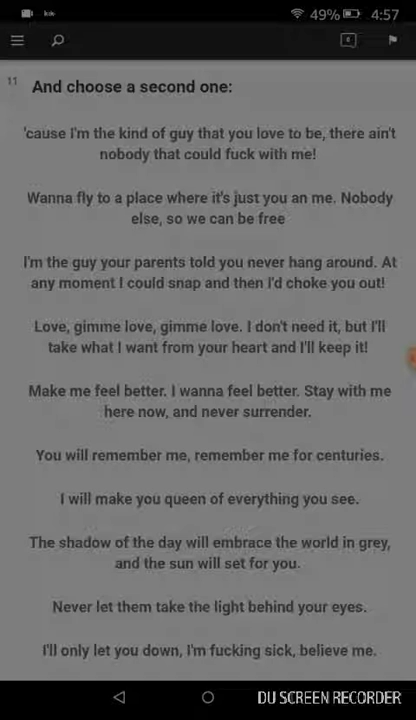 49% 4:57
11 And choose a second one:
'cause I'm the kind of guy that you love to be, there ain't
nobody that could fuck with me!
Wanna fly to a place where it's just you an me. Nobody
else, so we can be free
I'm the guy your parents told you never hang around. At
any moment I could snap and then I'd choke you out!
Love, gimme love, gimme love. I don't need it, but I'll
take what I want from your heart and I'll keep it!
Make me feel better. I wanna feel better. Stay with me
here now, and never surrender.
You will remember me, remember me for centuries.
I will make you queen of everything you see.
The shadow of the day will embrace the world in grey,
and the sun will set for you.
Never let them take the light behind your eyes.
I'll only let you down, I'm fucking sick, believe me.
DU SCREEN RECORDER